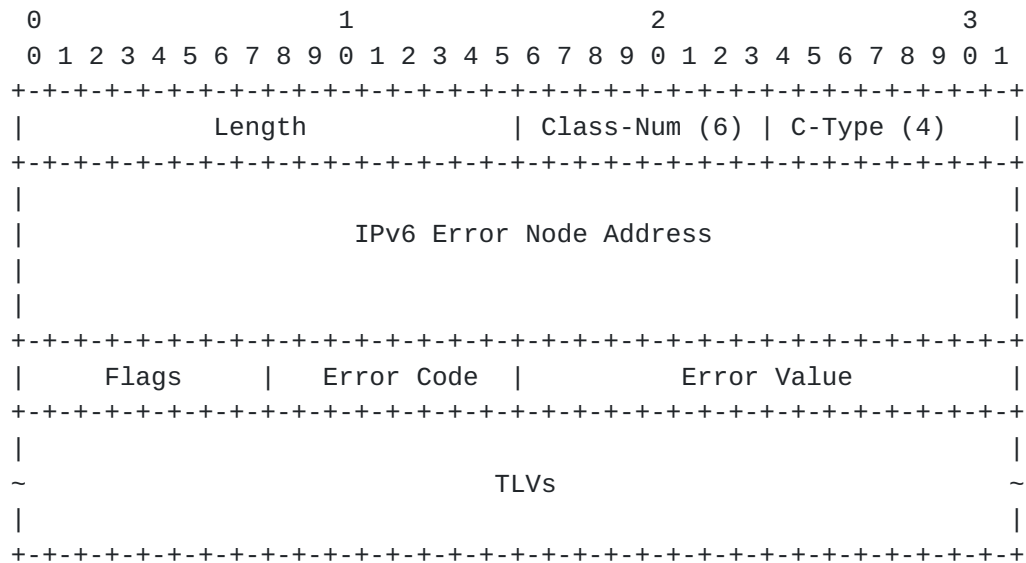 0                   1                   2                   3
 0 1 2 3 4 5 6 7 8 9 0 1 2 3 4 5 6 7 8 9 0 1 2 3 4 5 6 7 8 9 0 1
+-+-+-+-+-+-+-+-+-+-+-+-+-+-+-+-+-+-+-+-+-+-+-+-+-+-+-+-+-+-+-+-+
|            Length             | Class-Num (6) | C-Type (4)    |
+-+-+-+-+-+-+-+-+-+-+-+-+-+-+-+-+-+-+-+-+-+-+-+-+-+-+-+-+-+-+-+-+
|                                                               |
|                     IPv6 Error Node Address                   |
|                                                               |
|                                                               |
+-+-+-+-+-+-+-+-+-+-+-+-+-+-+-+-+-+-+-+-+-+-+-+-+-+-+-+-+-+-+-+-+
|     Flags     |   Error Code  |          Error Value          |
+-+-+-+-+-+-+-+-+-+-+-+-+-+-+-+-+-+-+-+-+-+-+-+-+-+-+-+-+-+-+-+-+
|                                                               |
~                              TLVs                             ~
|                                                               |
+-+-+-+-+-+-+-+-+-+-+-+-+-+-+-+-+-+-+-+-+-+-+-+-+-+-+-+-+-+-+-+-+